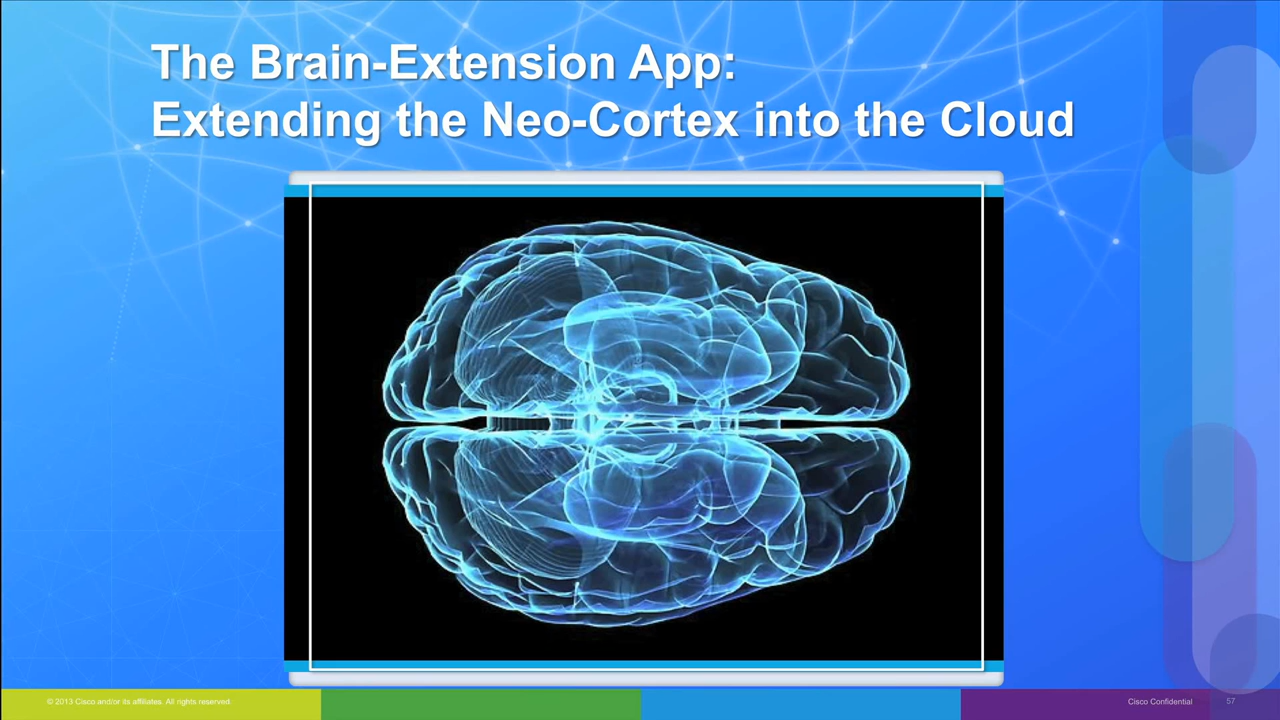 The Brain-Extension App:
Extending the Neo-Cortex into the Cloud
© 2013 Cisco and/or its affiliates. All rights reserved.
Cisco Confidential
57